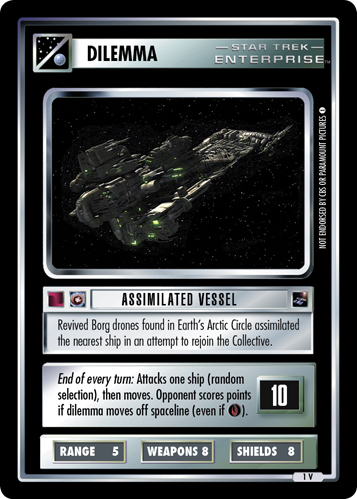 DILEMMA
STAR TREK
ENTERPRISE™
NOT ENDORSED BY CBS OR PARAMOUNT PICTURES
ASSIMILATED VESSEL
Revived Borg drones found in Earth's Arctic Circle assimilated
the nearest ship in an attempt to rejoin the Collective.
End of every turn: Attacks one ship (random
selection), then moves. Opponent scores points
if dilemma moves off spaceline (even if ).
10
RANGE 5
WEAPONS 8
SHIELDS 8
1 V